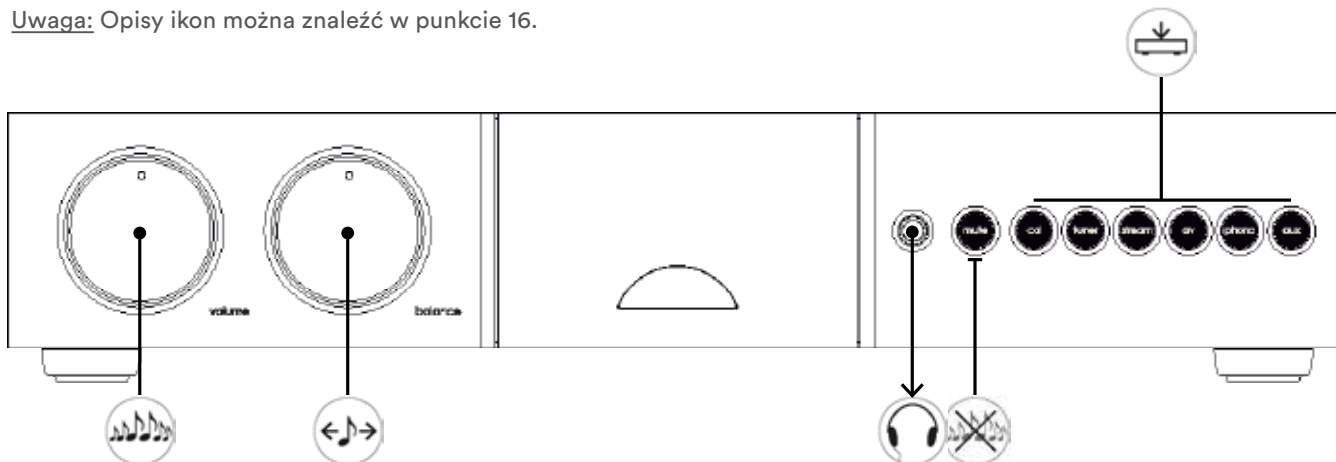 Uwaga: Opisy ikon można znaleźć w punkcie 16.
volume
balance
mute
cd
tuner
stream
av
phono
aux